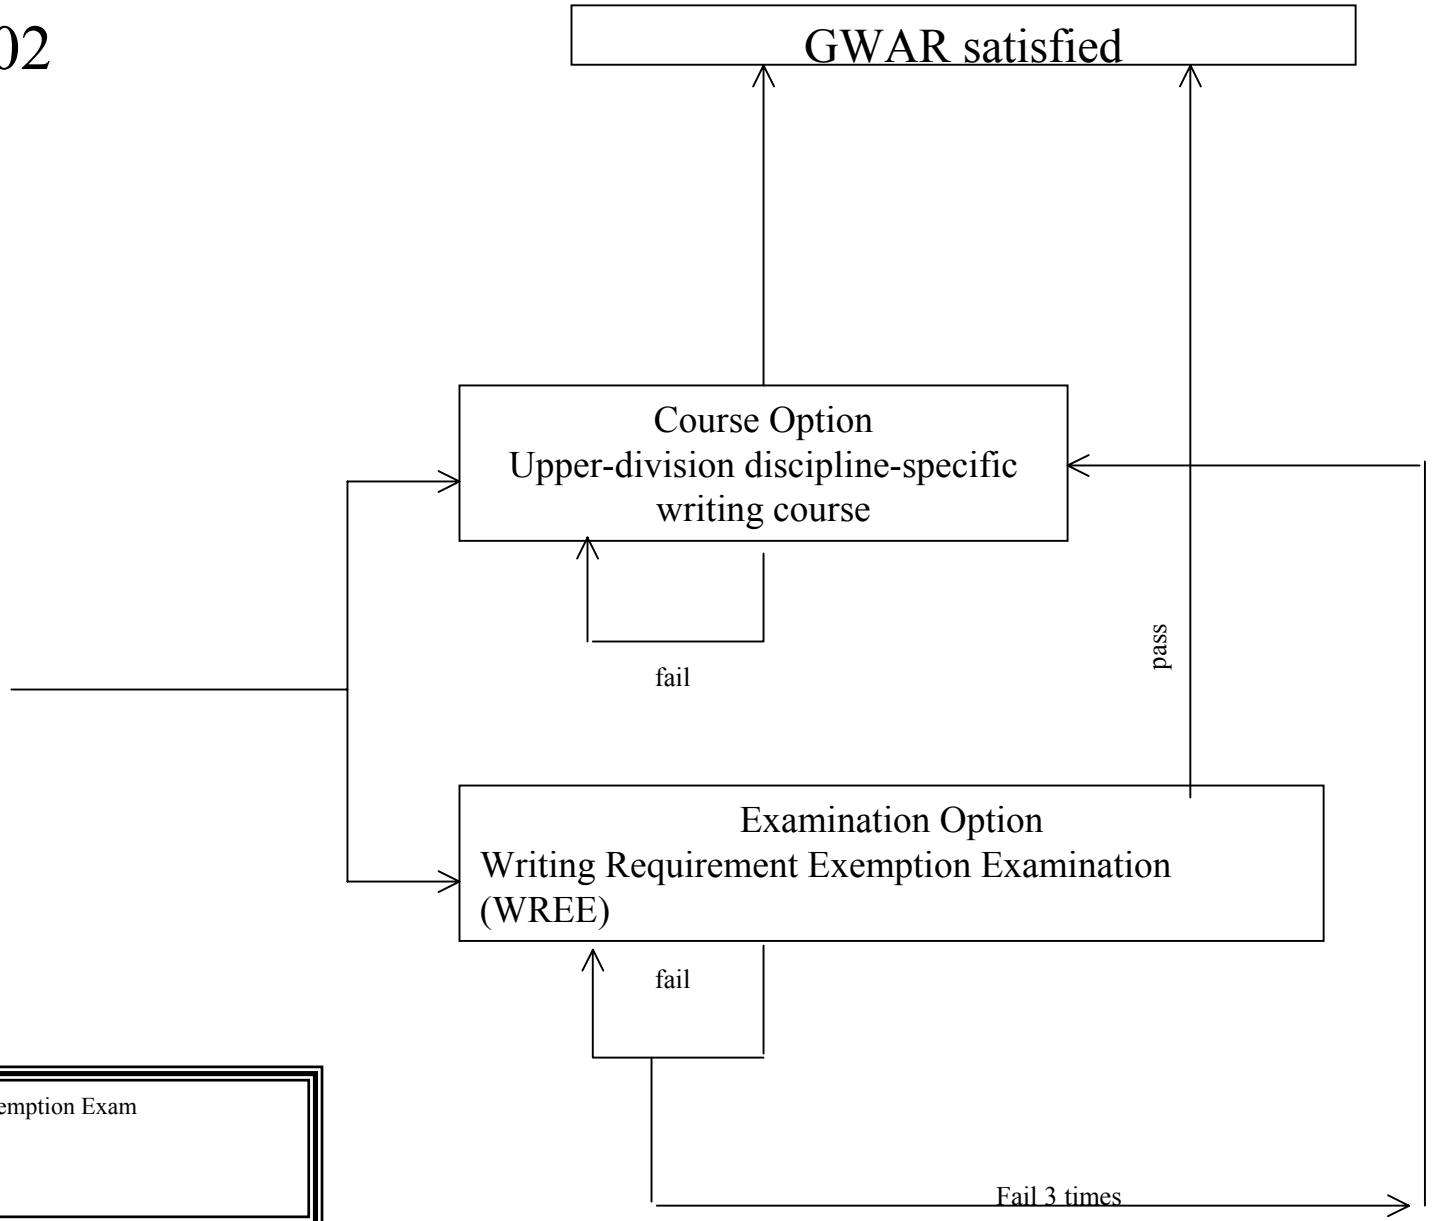 02
GWAR satisfied
Course Option
Upper-division discipline-specific
writing course
fail
pass
Examination Option
Writing Requirement Exemption Examination
(WREE)
fail
emption Exam
Fail 3 times